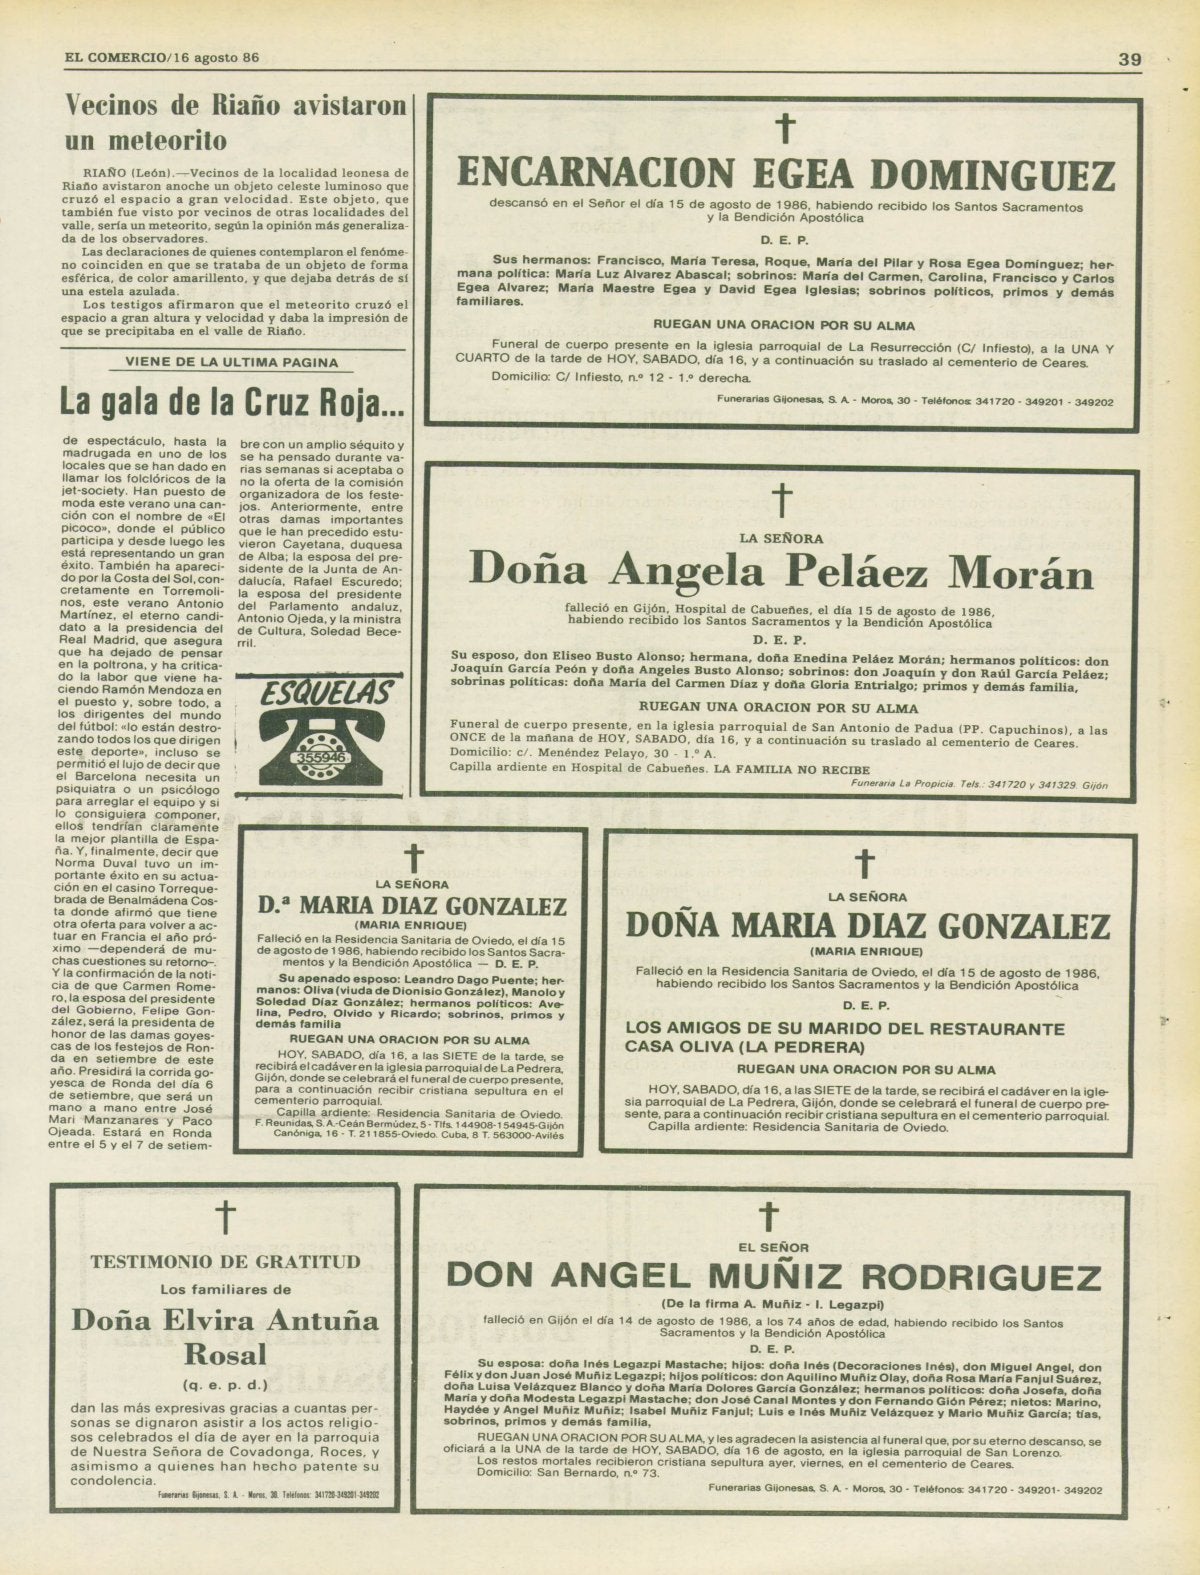 EL COMERCIO/16 agosto 86
39
Vecinos de Riaño avistaron
un meteorito
RIAÑO (León).—Vecinos de la localidad leonesa de
Riaño avistaron anoche un objeto celeste luminoso que
cruzó el espacio a gran velocidad. Este objeto, que
también fue visto por vecinos de otras localidades del
valle, sería un meteorito, según la opinión más generaliza-
da de los observadores.
Las declaraciones de quienes contemplaron el fenóme-
no coinciden en que se trataba de un objeto de forma
esférica, de color amarillento, y que dejaba detrás de sí
una estela azulada.
Los testigos afirmaron que el meteorito cruzó el
espacio a gran altura y velocidad y daba la impresión de
que se precipitaba en el valle de Riaño.
VIENE DE LA ULTIMA PAGINA
La gala de la Cruz Roja...
de espectáculo, hasta la
madrugada en uno de los
locales que se han dado en
llamar los folclóricos de la
jet-society. Han puesto de
moda este verano una can-
ción con el nombre de «El
picoco», donde el público
participa y desde luego les
está representando un gran
éxito. También ha apareci-
do por la Costa del Sol, con-
cretamente en Torremoli-
nos, este verano Antonio
Martínez, el eterno candi-
dato a la presidencia del
Real Madrid, que asegura
que ha dejado de pensar
en la poltrona, y ha critica-
do la labor que viene ha-
ciendo Ramón Mendoza en
el puesto y, sobre todo, a
los dirigentes del mundo
del fútbol: «lo están destro-
zando todos los que dirigen
este deporte», incluso se
permitió el lujo de decir que
el Barcelona necesita un
psiquiatra o un psicólogo
para arreglar el equipo y si
lo consiguiera componer,
ellos tendrían claramente
la mejor plantilla de Espa-
ña. Y, finalmente, decir que
Norma Duval tuvo un im-
portante éxito en su actua-
ción en el casino Torreque-
brada de Benalmádena Cos-
ta donde afirmó que tiene
otra oferta para volver a ac-
tuar en Francia el año pró-
ximo —dependerá de mu-
chas cuestiones su retorno–.
Y la confirmación de la noti-
cia de que Carmen Rome-
ro, la esposa del presidente
del Gobierno, Felipe Gon-
zález, será la presidenta de
honor de las damas goyes-
cas de los festejos de Ron-
da en setiembre de este
año. Presidirá la corrida go-
yesca de Ronda del día 6
de setiembre, que será un
mano a mano entre José
Mari Manzanares y Paco
Ojeada. Estará en Ronda
entre el 5 y el 7 de setiem-
bre con un amplio séquito y
se ha pensado durante va-
rias semanas si aceptaba o
no la oferta de la comisión
organizadora de los feste-
jos. Anteriormente, entre
otras damas importantes
que le han precedido estu-
vieron Cayetana, duquesa
de Alba; la esposa del pre-
sidente de la Junta de An-
dalucía, Rafael Escuredo;
la esposa del presidente
del Parlamento andaluz,
Antonio Ojeda, y la ministra
de Cultura, Soledad Bece-
rril.
ESQUELAS
355946
ENCARNACION EGEA DOMINGUEZ
descansó en el Señor el día 15 de agosto de 1986, habiendo recibido los Santos Sacramentos
y la Bendición Apostólica
D. E. P.
Sus hermanos: Francisco, María Teresa, Roque, María del Pilar y Rosa Egea Domínguez; her-
mana política: María Luz Alvarez Abascal; sobrinos: María del Carmen, Carolina, Francisco y Carlos
Egea Alvarez; María Maestre Egea y David Egea Iglesias; sobrinos políticos, primos y demás
familiares.
RUEGAN UNA ORACION POR SU ALMA
Funeral de cuerpo presente en la iglesia parroquial de La Resurrección (C/ Infiesto), a la UNA Y
CUARTO de la tarde de HOY, SABADO, día 16, y a continuación su traslado al cementerio de Ceares.
Domicilio: C/ Infiesto, n.º 12 - 1.º derecha.
Funerarias Gijonesas, S. A. - Moros, 30 - Teléfonos: 341720 - 349201 - 349202
LA SEÑORA
Doña Angela Peláez Morán
falleció en Gijón, Hospital de Cabueñes, el día 15 de agosto de 1986,
habiendo recibido los Santos Sacramentos y la Bendición Apostólica
D. E. P.
Su esposo, don Eliseo Busto Alonso; hermana, doña Enedina Peláez Morán; hermanos políticos: don
Joaquín García Peón y doña Angeles Busto Alonso; sobrinos: don Joaquín y don Raúl García Peláez;
sobrinas políticas: doña María del Carmen Díaz y doña Gloria Entrialgo; primos y demás familia,
RUEGAN UNA ORACION POR SU ALMA
Funeral de cuerpo presente, en la iglesia parroquial de San Antonio de Padua (PP. Capuchinos), a las
ONCE de la mañana de HOY, SABADO, día 16, y a continuación su traslado al cementerio de Ceares.
Domicilio: c/. Menéndez Pelayo, 30 - 1.º A.
Capilla ardiente en Hospital de Cabueñes. LA FAMILIA NO RECIBE
Funeraria La Propicia. Tels.: 341720 y 341329. Gijón
LA SEÑORA
D.ª MARIA DIAZ GONZALEZ
(MARIA ENRIQUE)
Falleció en la Residencia Sanitaria de Oviedo, el día 15
de agosto de 1986, habiendo recibido los Santos Sacra-
mentos y la Bendición Apostólica — D. E. P.
Su apenado esposo: Leandro Dago Puente; her-
manos: Oliva (viuda de Dionisio González), Manolo y
Soledad Díaz González; hermanos políticos: Ave-
lina, Pedro, Olvido y Ricardo; sobrinos, primos y
demás familia
RUEGAN UNA ORACION POR SU ALMA
HOY, SABADO, día 16, a las SIETE de la tarde, se
recibirá el cadáver en la iglesia parroquial de La Pedrera,
Gijón, donde se celebrará el funeral de cuerpo presente,
para a continuación recibir cristiana sepultura en el
cementerio parroquial.
Capilla ardiente: Residencia Sanitaria de Oviedo.
F. Reunidas, S. A.-Ceán Bermúdez, 5 - Tlfs. 144908-154945-Gijón
Canóniga, 16 - T. 211855-Oviedo. Cuba, 8 T. 563000-Avilés
LA SEÑORA
DOÑA MARIA DIAZ GONZALEZ
(MARIA ENRIQUE)
Falleció en la Residencia Sanitaria de Oviedo, el día 15 de agosto de 1986,
habiendo recibido los Santos Sacramentos y la Bendición Apostólica
D. E. P.
LOS AMIGOS DE SU MARIDO DEL RESTAURANTE
CASA OLIVA (LA PEDRERA)
RUEGAN UNA ORACION POR SU ALMA
HOY, SABADO, día 16, a las SIETE de la tarde, se recibirá el cadáver en la igle-
sia parroquial de La Pedrera, Gijón, donde se celebrará el funeral de cuerpo pre-
sente, para a continuación recibir cristiana sepultura en el cementerio parroquial.
Capilla ardiente: Residencia Sanitaria de Oviedo.
TESTIMONIO DE GRATITUD
Los familiares de
Doña Elvira Antuña
Rosal
(q. e. p. d.)
dan las más expresivas gracias a cuantas per-
sonas se dignaron asistir a los actos religio-
sos celebrados el día de ayer en la parroquia
de Nuestra Señora de Covadonga, Roces, y
asimismo a quienes han hecho patente su
condolencia.
Funerarias Gijonesas, S. A. - Moros, 30. Teléfonos: 341720-349201-349202
EL SEÑOR
DON ANGEL MUÑIZ RODRIGUEZ
(De la firma A. Muñiz - I. Legazpi)
falleció en Gijón el día 14 de agosto de 1986, a los 74 años de edad, habiendo recibido los Santos
Sacramentos y la Bendición Apostólica
D. E. P.
Su esposa: doña Inés Legazpi Mastache; hijos: doña Inés (Decoraciones Inés), don Miguel Angel, don
Félix y don Juan José Muñiz Legazpi; hijos políticos: don Aquilino Muñiz Olay, doña Rosa María Fanjul Suárez,
doña Luisa Velázquez Blanco y doña María Dolores García González; hermanos políticos: doña Josefa, doña
María y doña Modesta Legazpi Mastache; don José Canal Montes y don Fernando Gión Pérez; nietos: Marino,
Haydée y Angel Muñiz Muñiz; Isabel Muñiz Fanjul; Luis e Inés Muñiz Velázquez y Mario Muñiz García; tías,
sobrinos, primos y demás familia,
RUEGAN UNA ORACION POR SU ALMA, y les agradecen la asistencia al funeral que, por su eterno descanso, se
oficiará a la UNA de la tarde de HOY, SABADO, día 16 de agosto, en la iglesia parroquial de San Lorenzo.
Los restos mortales recibieron cristiana sepultura ayer, viernes, en el cementerio de Ceares.
Domicilio: San Bernardo, n.º 73.
Funerarias Gijonesas, S. A. - Moros, 30 - Teléfonos: 341720 - 349201- 349202